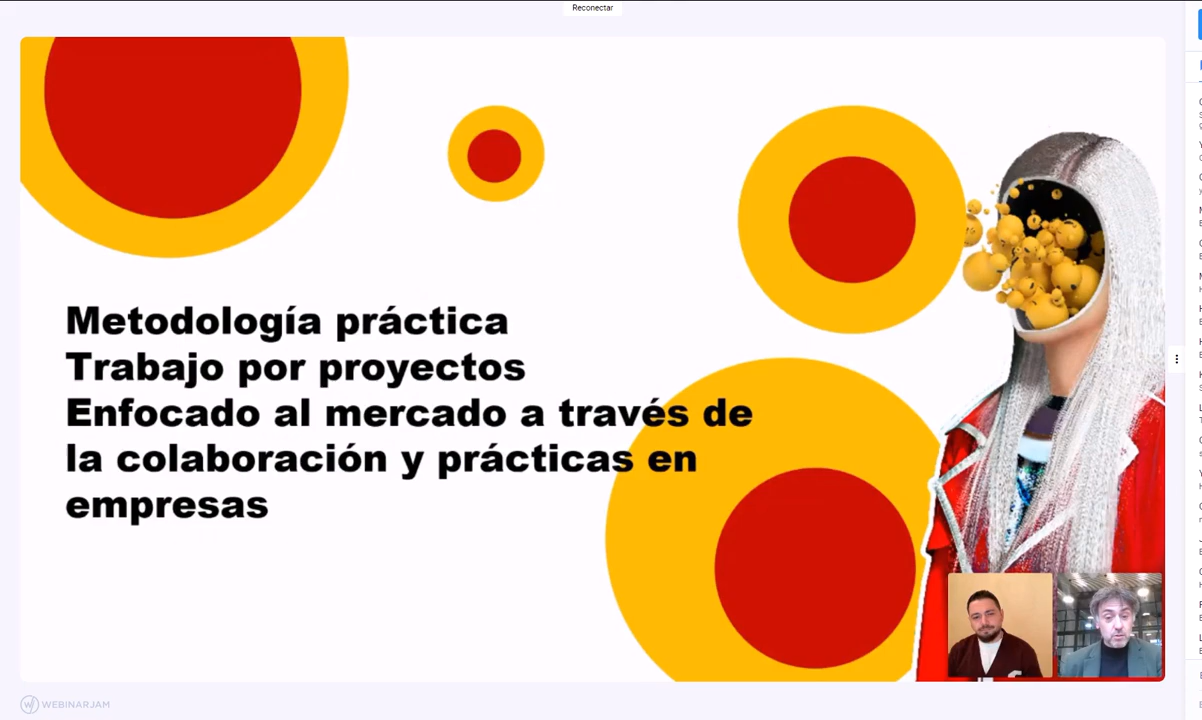 Reconectar
Metodología práctica
Trabajo por proyectos
Enfocado al mercado a través de
la colaboración y prácticas en
empresas
WEBINARJAM